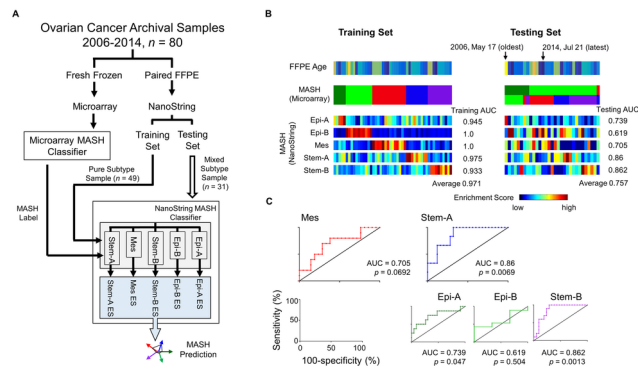 A
Ovarian Cancer Archival Samples
2006-2014, n = 80
Fresh Frozen
Paired FFPE
Microarray
NanoString
Microarray MASH
Classifier
Training
Set
Testing
Set
Pure Subtype
Sample (n = 49)
Mixed
Subtype
Sample
(n = 31)
MASH
Label
NanoString MASH
Classifier
Stem-A
Mes
Stem-B
Epi-B
Epi-A
Stem-A ES
Mes ES
Stem-B ES
Epi-B ES
Epi-A ES
MASH
Prediction
B
Training Set
Testing Set
2006, May 17 (oldest)
2014, Jul 21 (latest)
FFPE Age
MASH
(Microarray)
Training AUC
Testing AUC
MASH
(NanoString)
Epi-A 0.945 0.739
Epi-B 1.0 0.619
Mes 1.0 0.705
Stem-A 0.975 0.86
Stem-B 0.933 0.862
Average 0.971 Average 0.757
Enrichment Score
low high
C
Mes
AUC = 0.705
p = 0.0692
Stem-A
AUC = 0.86
p = 0.0069
Sensitivity (%)
100
50
0
0 50 100
100-specificity (%)
Epi-A
AUC = 0.739
p = 0.047
Epi-B
AUC = 0.619
p = 0.504
Stem-B
AUC = 0.862
p = 0.0013